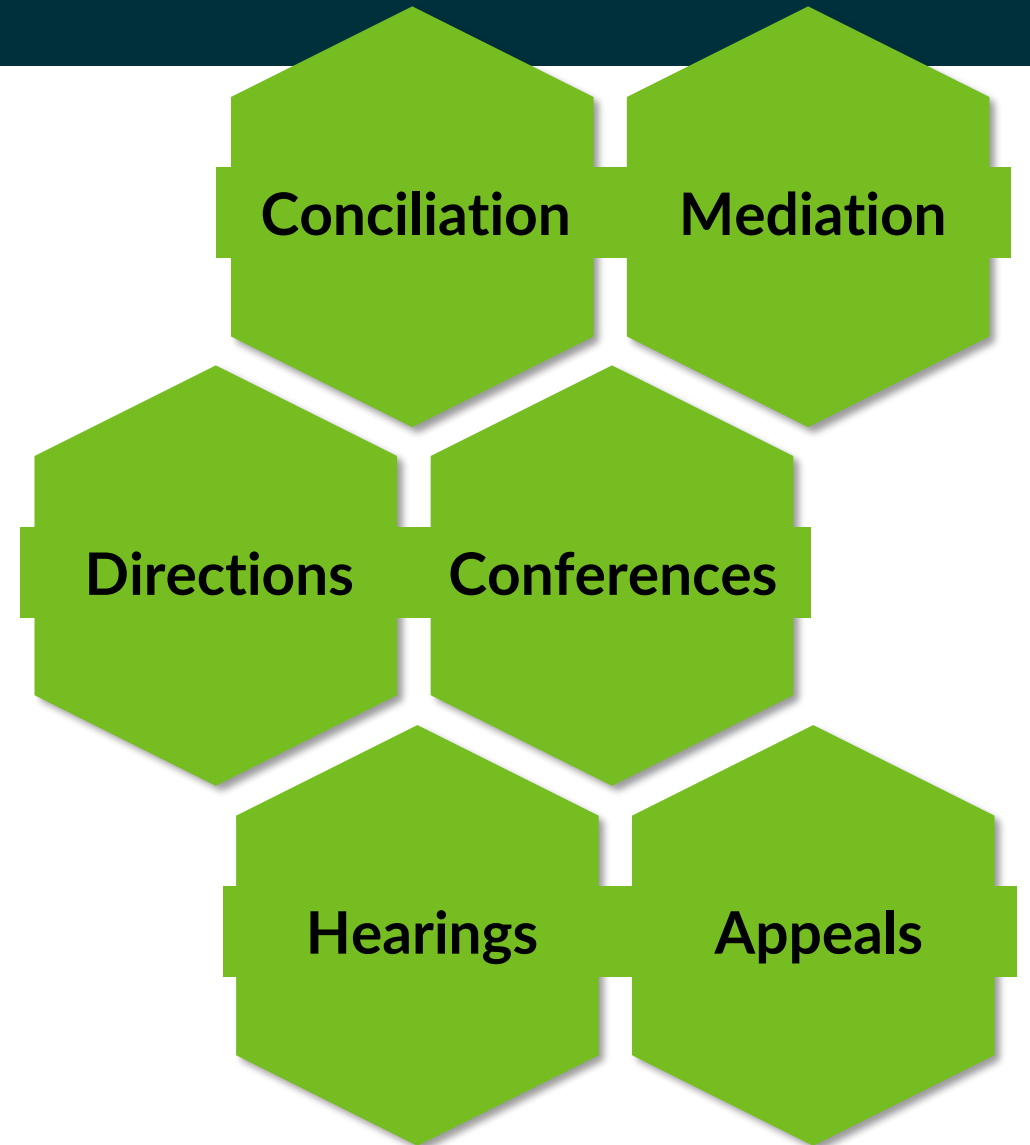 Conciliation
Mediation
Directions
Conferences
Hearings
Appeals